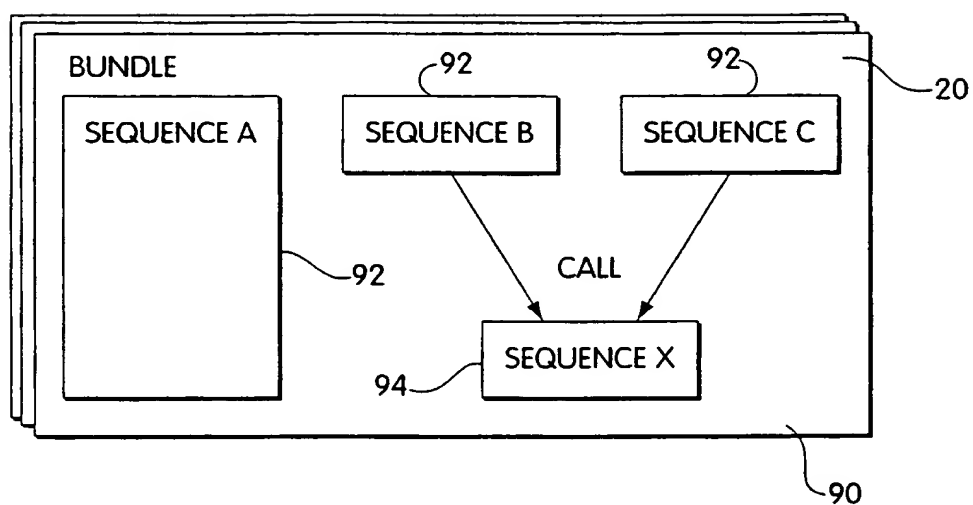 BUNDLE
92
92
20
SEQUENCE A
SEQUENCE B
SEQUENCE C
92
CALL
SEQUENCE X
94
90